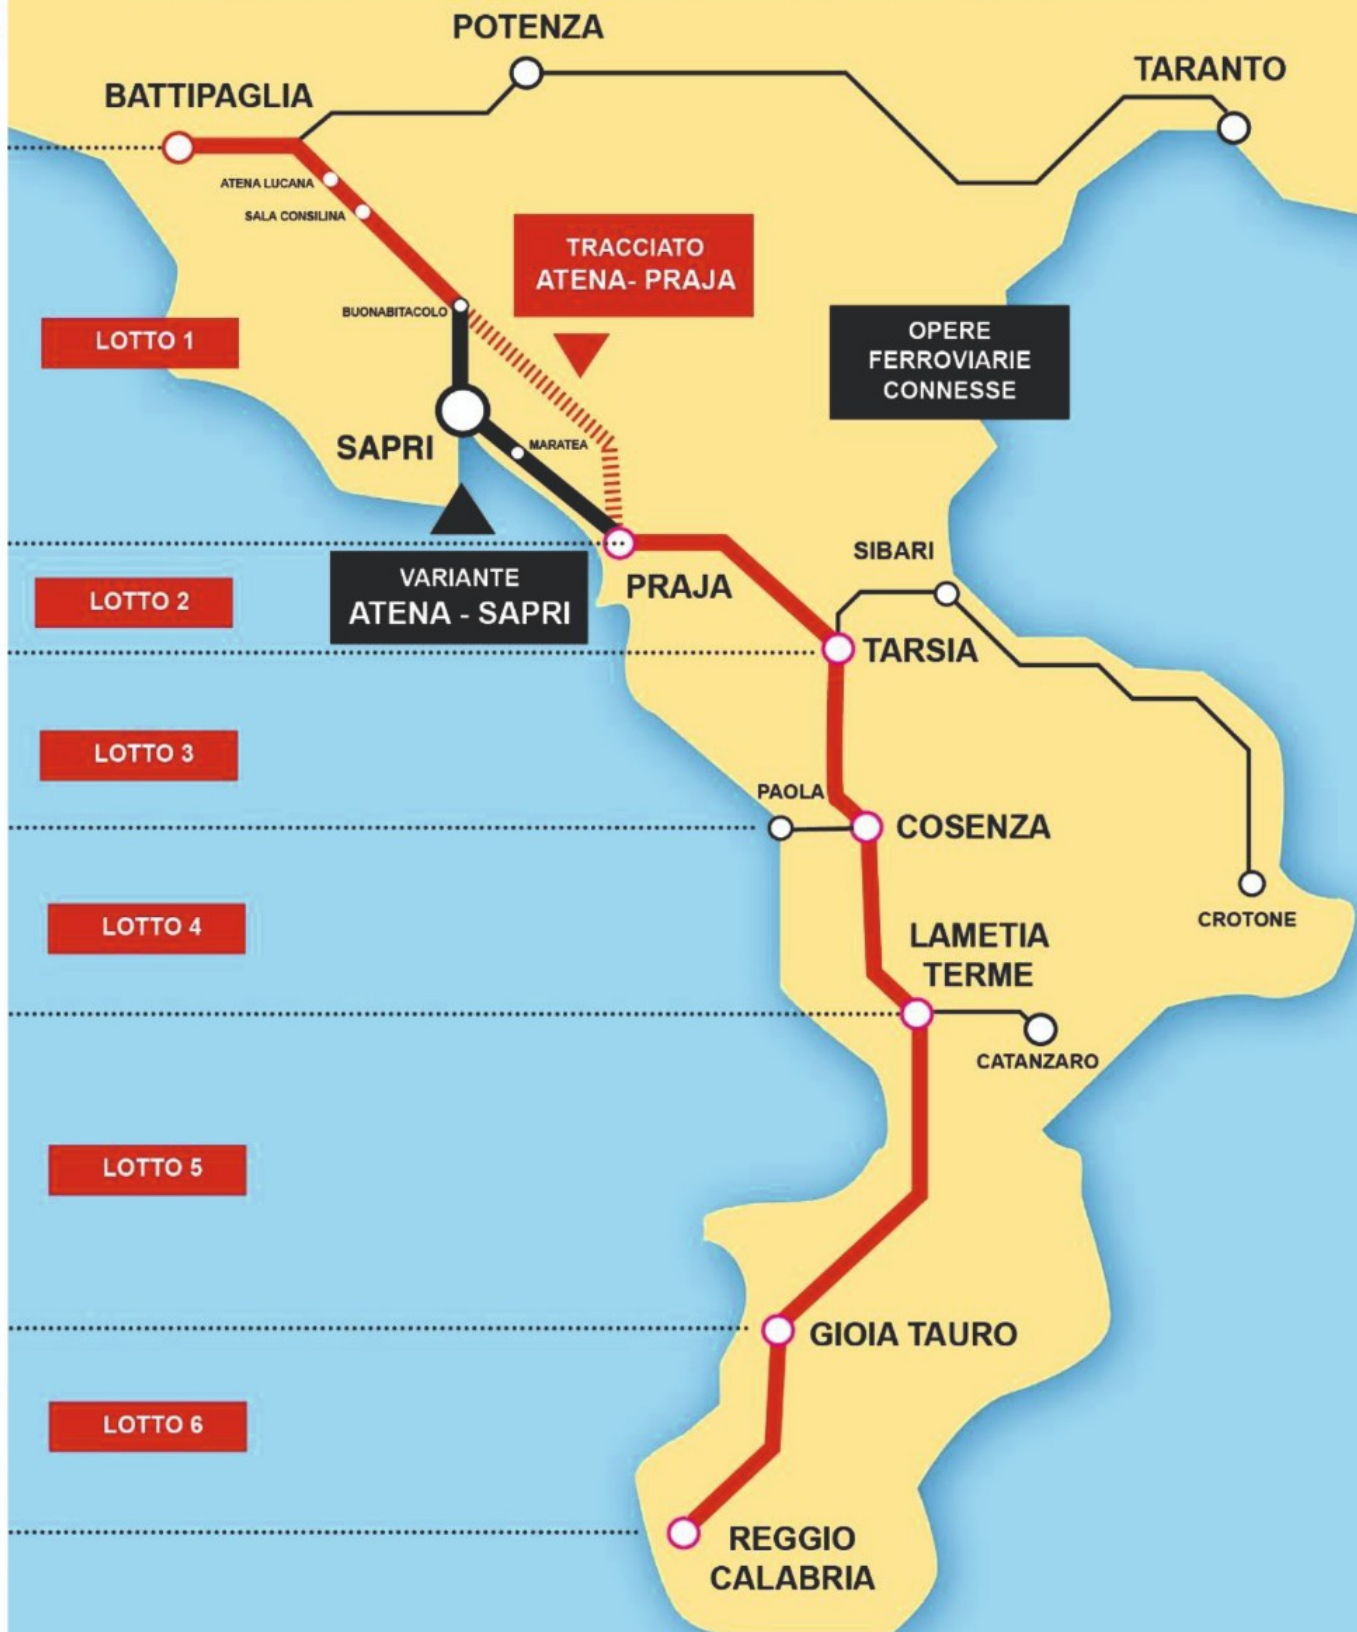 POTENZA
TARANTO
BATTIPAGLIA
ATENA LUCANA
SALA CONSILINA
TRACCIATO
ATENA- PRAJA
BUONABITACOLO
LOTTO 1
OPERE
FERROVIARIE
CONNESSE
SAPRI
MARATEA
VARIANTE
ATENA - SAPRI
PRAJA
SIBARI
LOTTO 2
TARSIA
LOTTO 3
PAOLA
COSENZA
LOTTO 4
CROTONE
LAMETIA
TERME
CATANZARO
LOTTO 5
GIOIA TAURO
LOTTO 6
REGGIO
CALABRIA